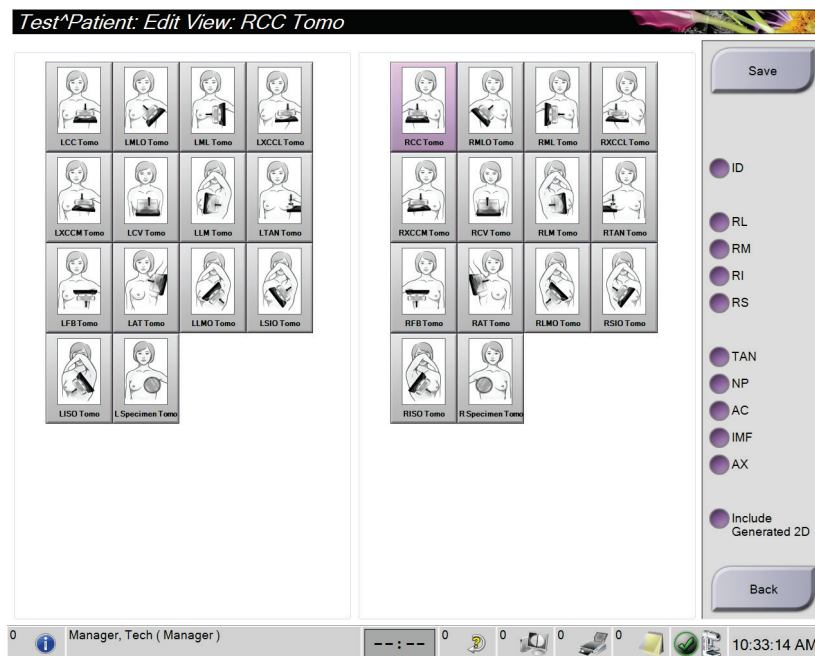 Test^Patient: Edit View: RCC Tomo
LCC Tomo LMLO Tomo LML Tomo LXCCL Tomo
LXCCM Tomo LCV Tomo LLM Tomo LTAN Tomo
LFB Tomo LAT Tomo LLMO Tomo LSIO Tomo
LISO Tomo L Specimen Tomo
RCC Tomo RMLO Tomo RML Tomo RXCCL Tomo
RXCCM Tomo RCV Tomo RLM Tomo RTAN Tomo
RFB Tomo RAT Tomo RLMO Tomo RSIO Tomo
RISO Tomo R Specimen Tomo
Save
ID
RL
RM
RI
RS
TAN
NP
AC
IMF
AX
Include
Generated 2D
Back
0 Manager, Tech ( Manager ) --:-- 0 0 0 0 10:33:14 AM